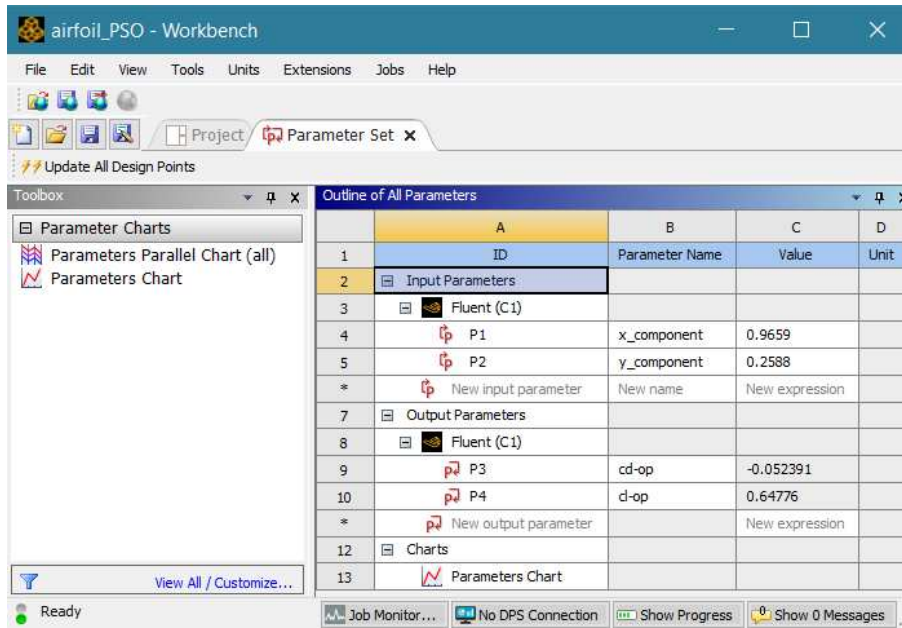 airfoil_PSO - Workbench
File Edit View Tools Units Extensions Jobs Help
Project Parameter Set
Update All Design Points
Toolbox
Outline of All Parameters
Parameter Charts
Parameters Parallel Chart (all)
Parameters Chart
A B C D
1 ID Parameter Name Value Unit
2 Input Parameters
3 Fluent (C1)
4 P1 x_component 0.9659
5 P2 y_component 0.2588
* New input parameter New name New expression
7 Output Parameters
8 Fluent (C1)
9 P3 cd-op -0.052391
10 P4 cl-op 0.64776
* New output parameter New expression
12 Charts
13 Parameters Chart
View All / Customize...
Ready
Job Monitor... No DPS Connection Show Progress Show 0 Messages